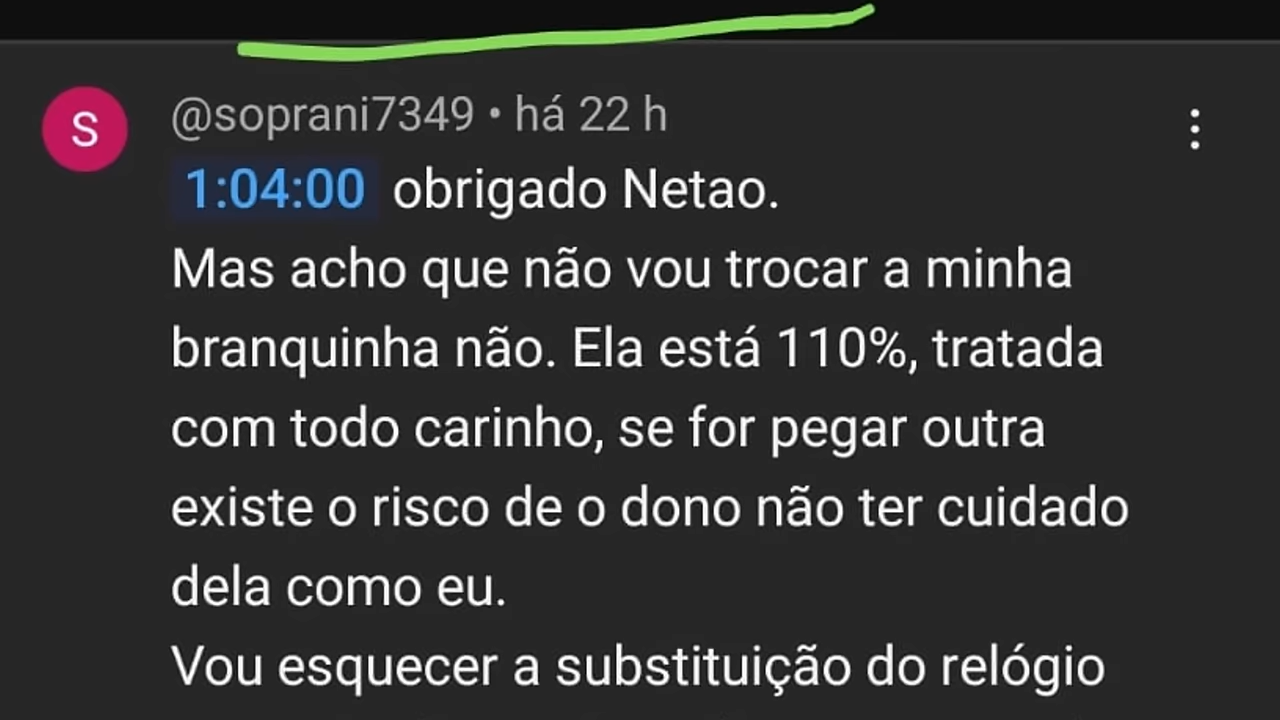 S
@soprani7349 • há 22 h
1:04:00 obrigado Netao.
Mas acho que não vou trocar a minha
branquinha não. Ela está 110%, tratada
com todo carinho, se for pegar outra
existe o risco de o dono não ter cuidado
dela como eu.
Vou esquecer a substituição do relógio